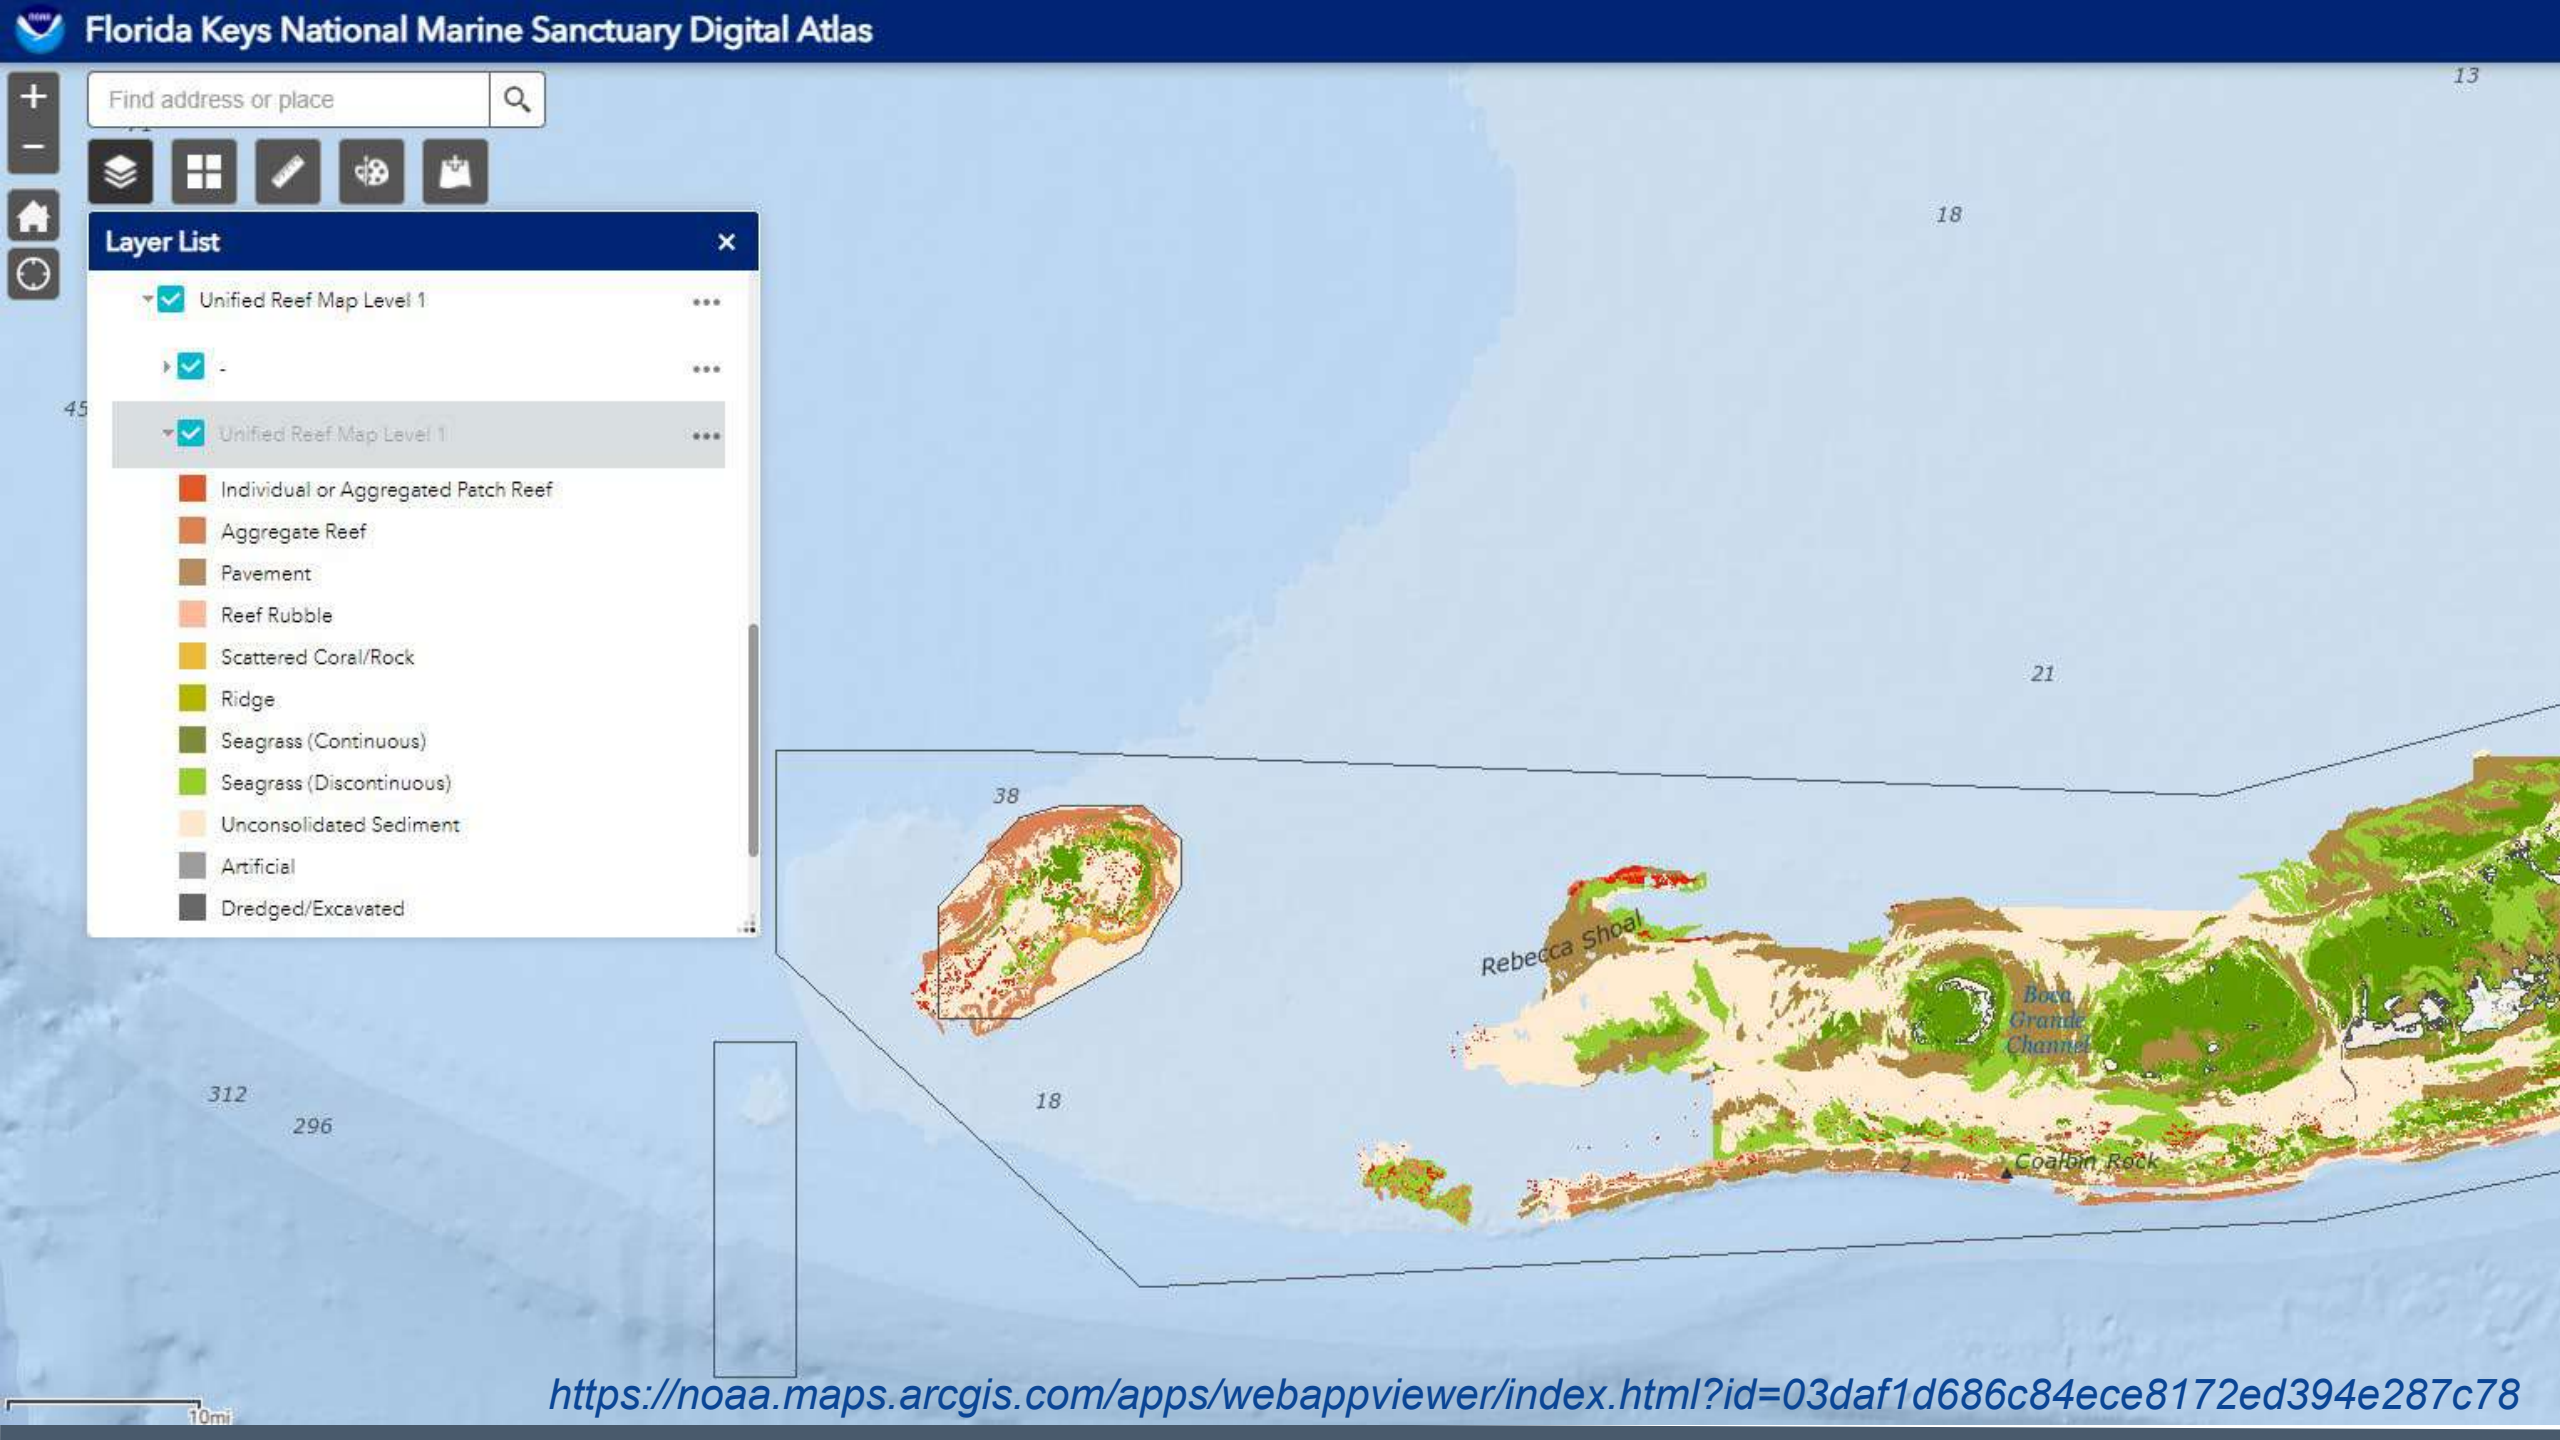 Florida Keys National Marine Sanctuary Digital Atlas
Find address or place
Layer List
Unified Reef Map Level 1
-
Unified Reef Map Level 1
Individual or Aggregated Patch Reef
Aggregate Reef
Pavement
Reef Rubble
Scattered Coral/Rock
Ridge
Seagrass (Continuous)
Seagrass (Discontinuous)
Unconsolidated Sediment
Artificial
Dredged/Excavated
13
18
45
21
38
Rebecca Shoal
Boca
Grande
Channel
312
296
18
2
Coalbin Rock
10mi
https://noaa.maps.arcgis.com/apps/webappviewer/index.html?id=03daf1d686c84ece8172ed394e287c78